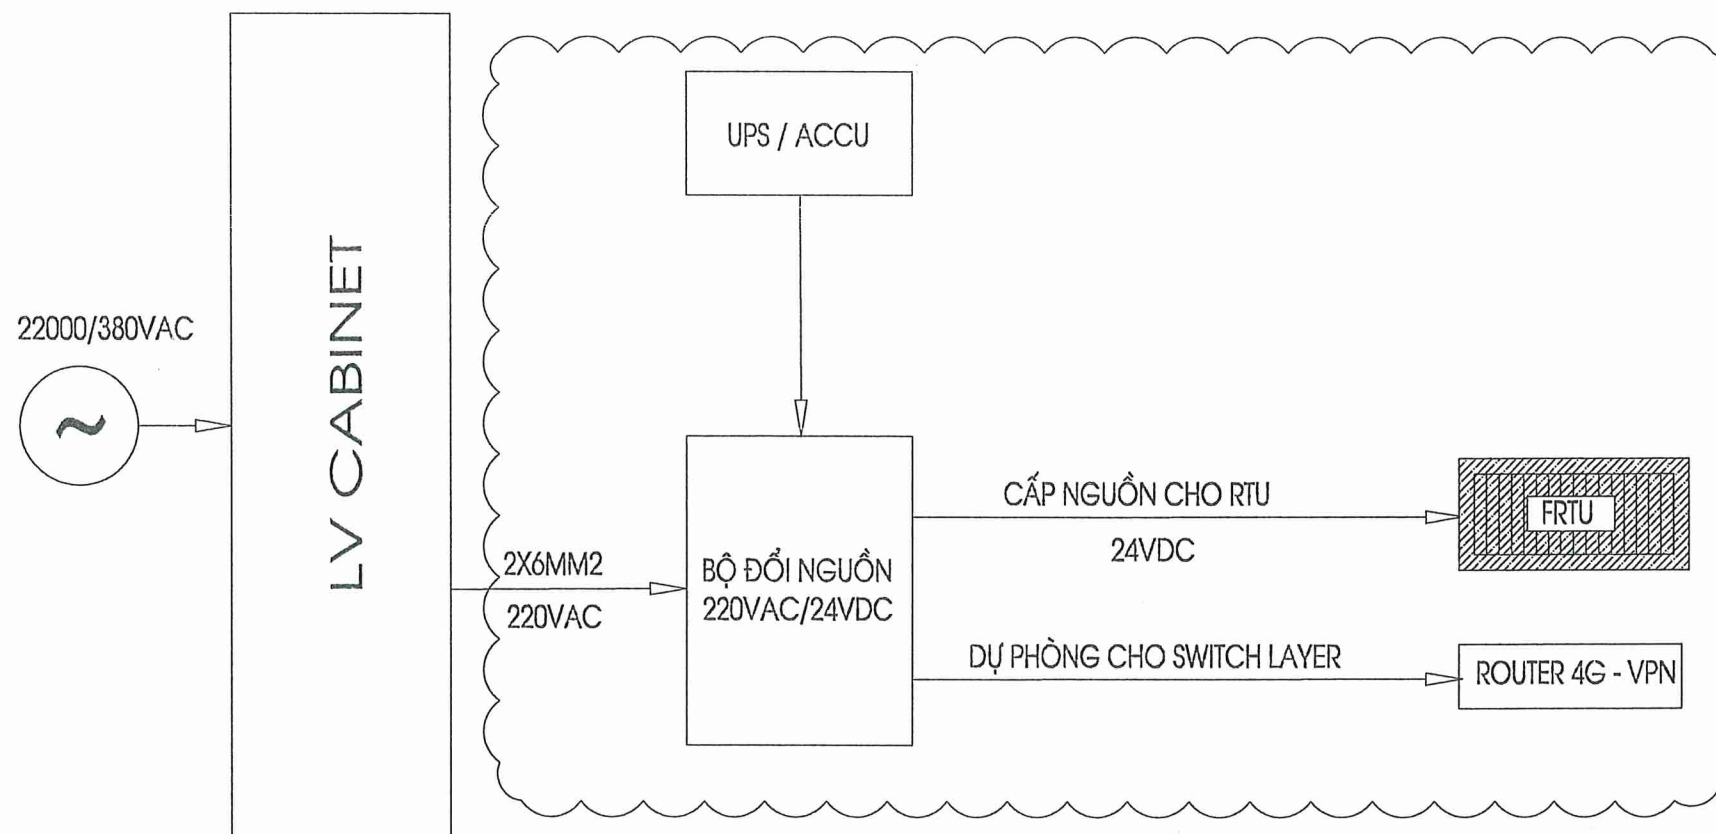 UPS / ACCU
22000/380VAC
~
LV CABINET
CẤP NGUỒN CHO RTU
24VDC
FRTU
2X6MM2
220VAC
BỘ ĐỔI NGUỒN
220VAC/24VDC
DỰ PHÒNG CHO SWITCH LAYER
ROUTER 4G - VPN